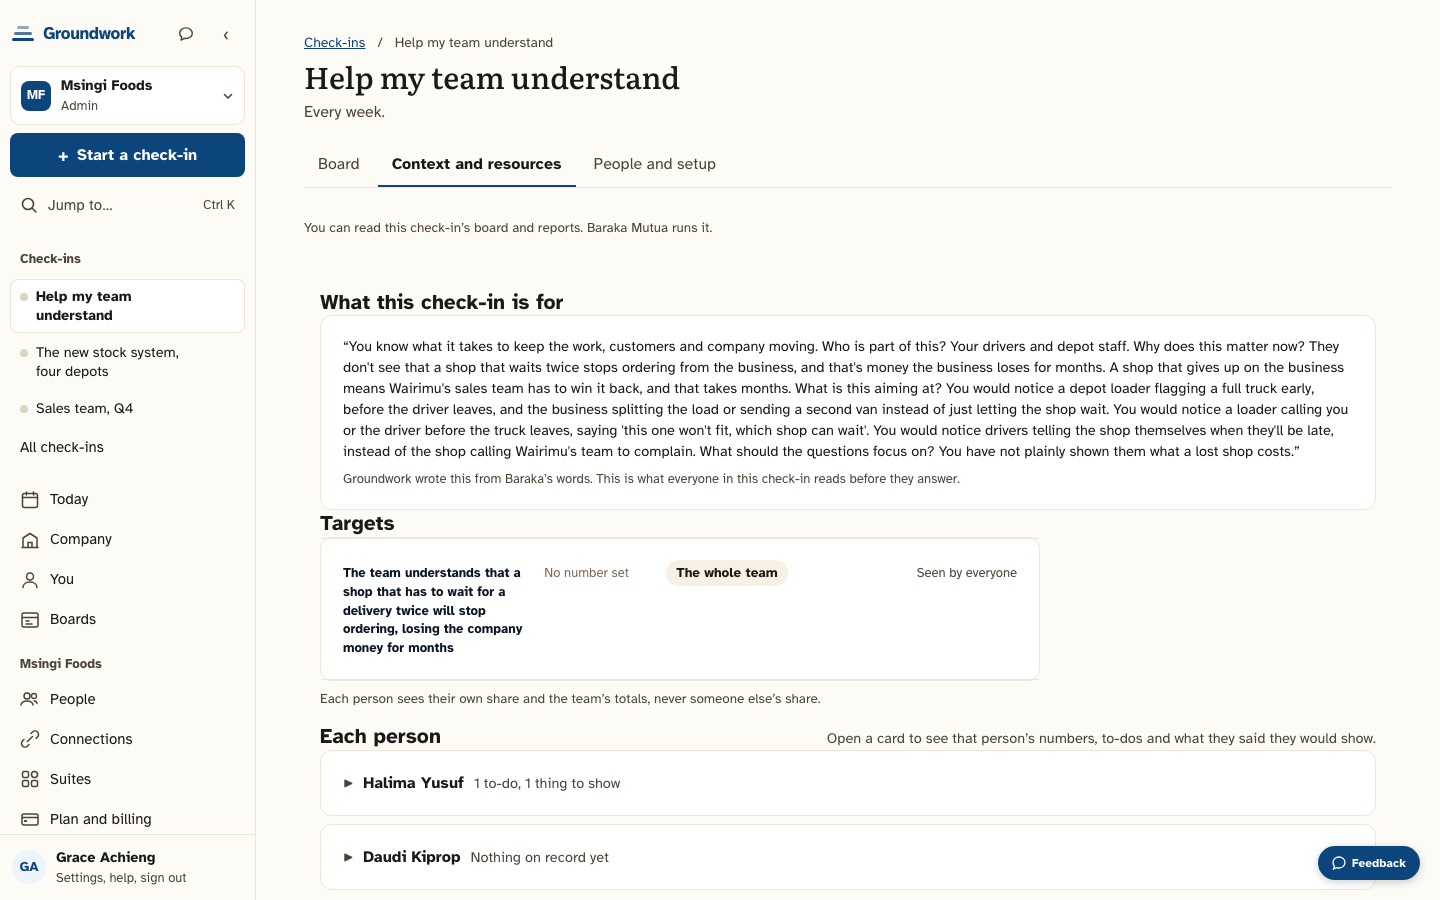 Groundwork
Msingi Foods
MF
Admin
+ Start a check-in
Jump to...
Ctrl K
Check-ins
Help my team
understand
The new stock system,
four depots
Sales team, Q4
All check-ins
Today
Company
You
Boards
Msingi Foods
People
Connections
Suites
Plan and billing
GA
Grace Achieng
Settings, help, sign out
Check-ins / Help my team understand
Help my team understand
Every week.
Board
Context and resources
People and setup
You can read this check-in’s board and reports. Baraka Mutua runs it.
What this check-in is for
“You know what it takes to keep the work, customers and company moving. Who is part of this? Your drivers and depot staff. Why does this matter now? They
don't see that a shop that waits twice stops ordering from the business, and that's money the business loses for months. A shop that gives up on the business
means Wairimu's sales team has to win it back, and that takes months. What is this aiming at? You would notice a depot loader flagging a full truck early,
before the driver leaves, and the business splitting the load or sending a second van instead of just letting the shop wait. You would notice a loader calling you
or the driver before the truck leaves, saying 'this one won't fit, which shop can wait'. You would notice drivers telling the shop themselves when they'll be late,
instead of the shop calling Wairimu's team to complain. What should the questions focus on? You have not plainly shown them what a lost shop costs.”
Groundwork wrote this from Baraka’s words. This is what everyone in this check-in reads before they answer.
Targets
The team understands that a
shop that has to wait for a
delivery twice will stop
ordering, losing the company
money for months
No number set
The whole team
Seen by everyone
Each person sees their own share and the team’s totals, never someone else’s share.
Each person
Open a card to see that person’s numbers, to-dos and what they said they would show.
Halima Yusuf 1 to-do, 1 thing to show
Daudi Kiprop Nothing on record yet
Feedback